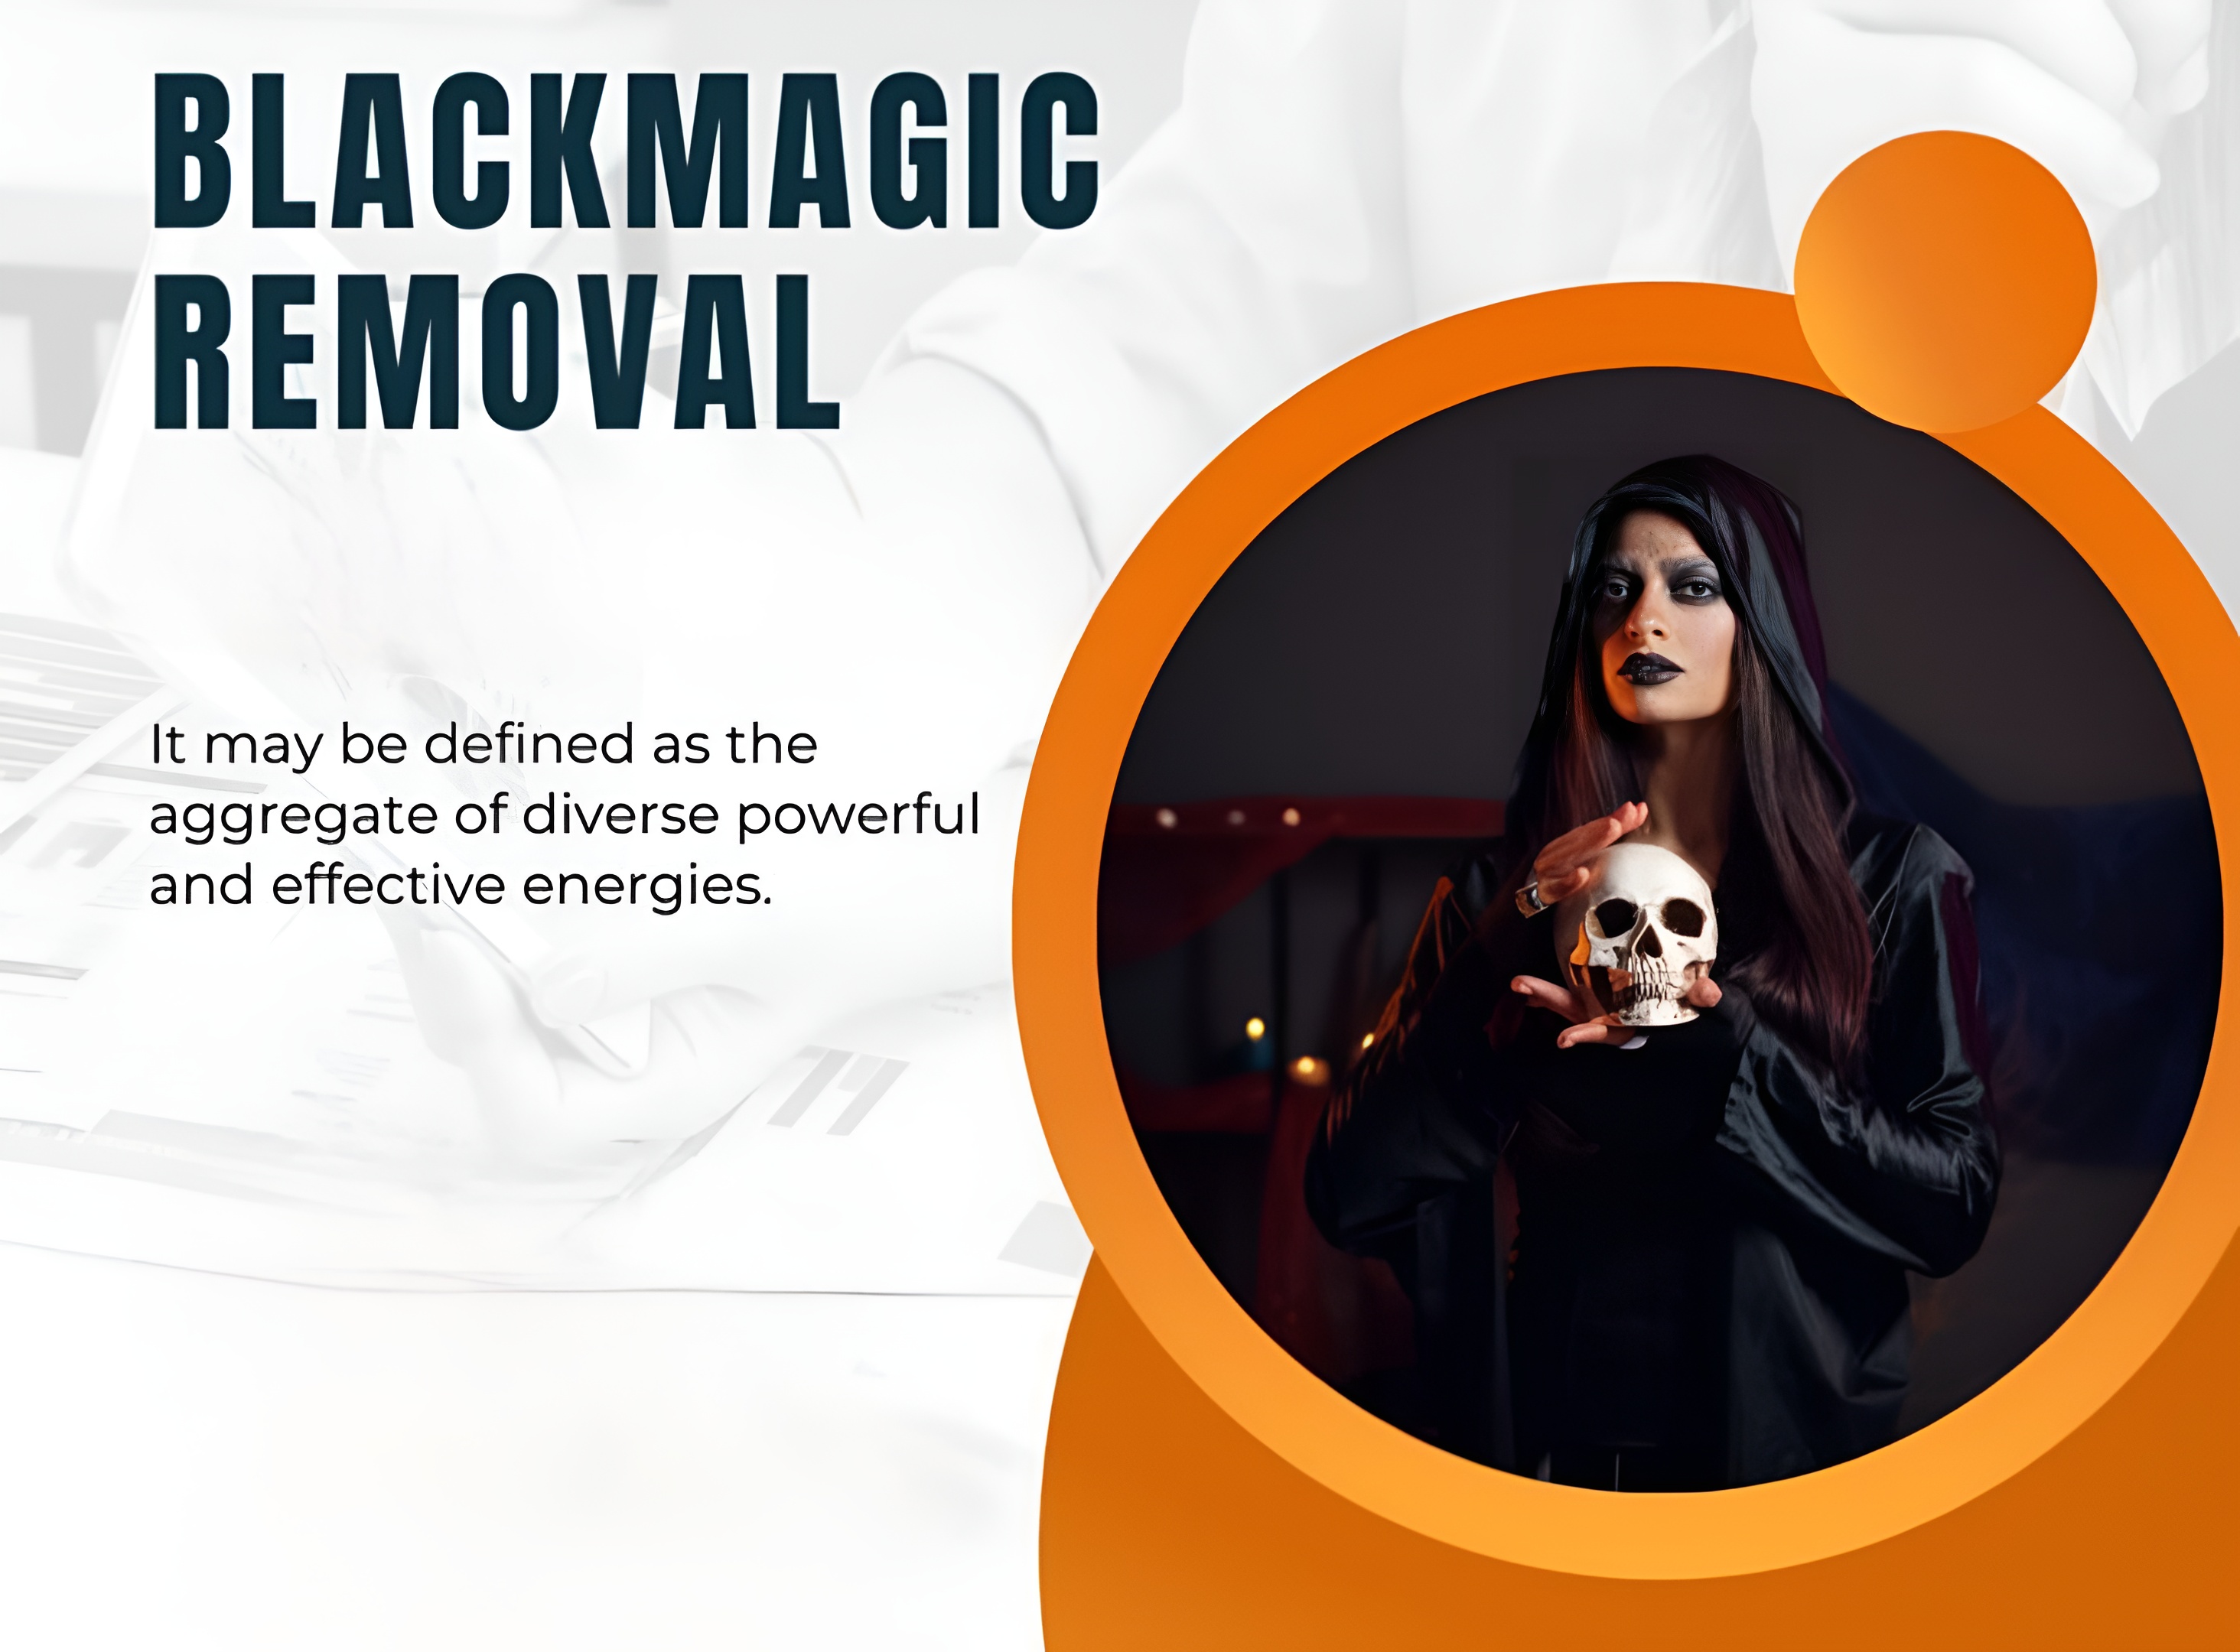 BLACKMAGIC
REMOVAL
It may be defined as the
aggregate of diverse powerful
and effective energies.